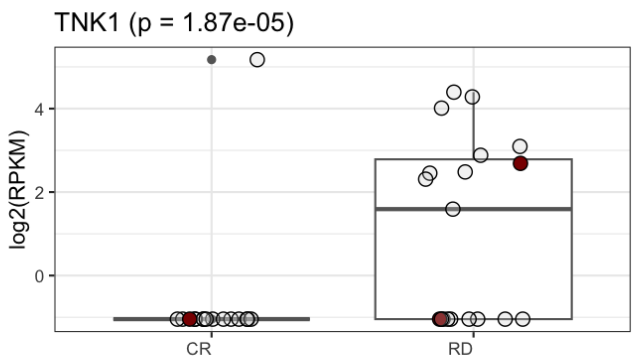 TNK1 (p = 1.87e-05)
log2(RPKM)
4
2
0
CR
RD